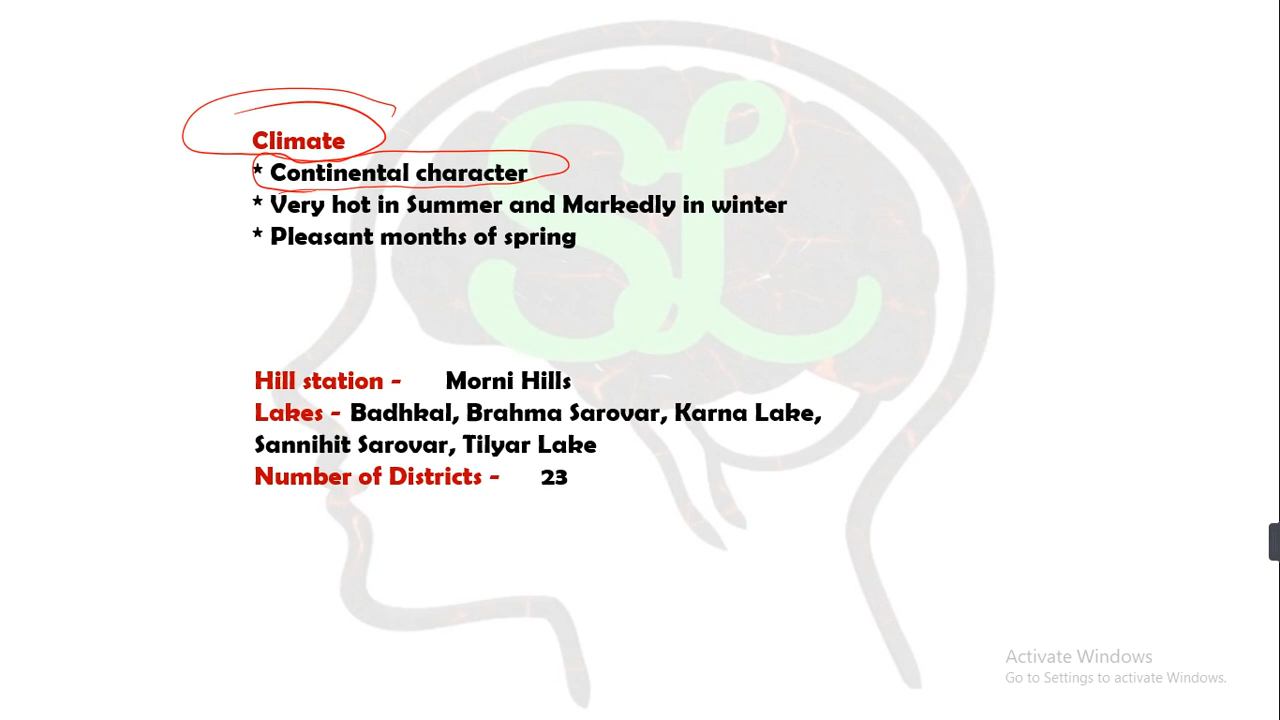 SL
Climate
* Continental character
* Very hot in Summer and Markedly in winter
* Pleasant months of spring
Hill station - Morni Hills
Lakes - Badhkal, Brahma Sarovar, Karna Lake,
Sannihit Sarovar, Tilyar Lake
Number of Districts - 23
Activate Windows
Go to Settings to activate Windows.